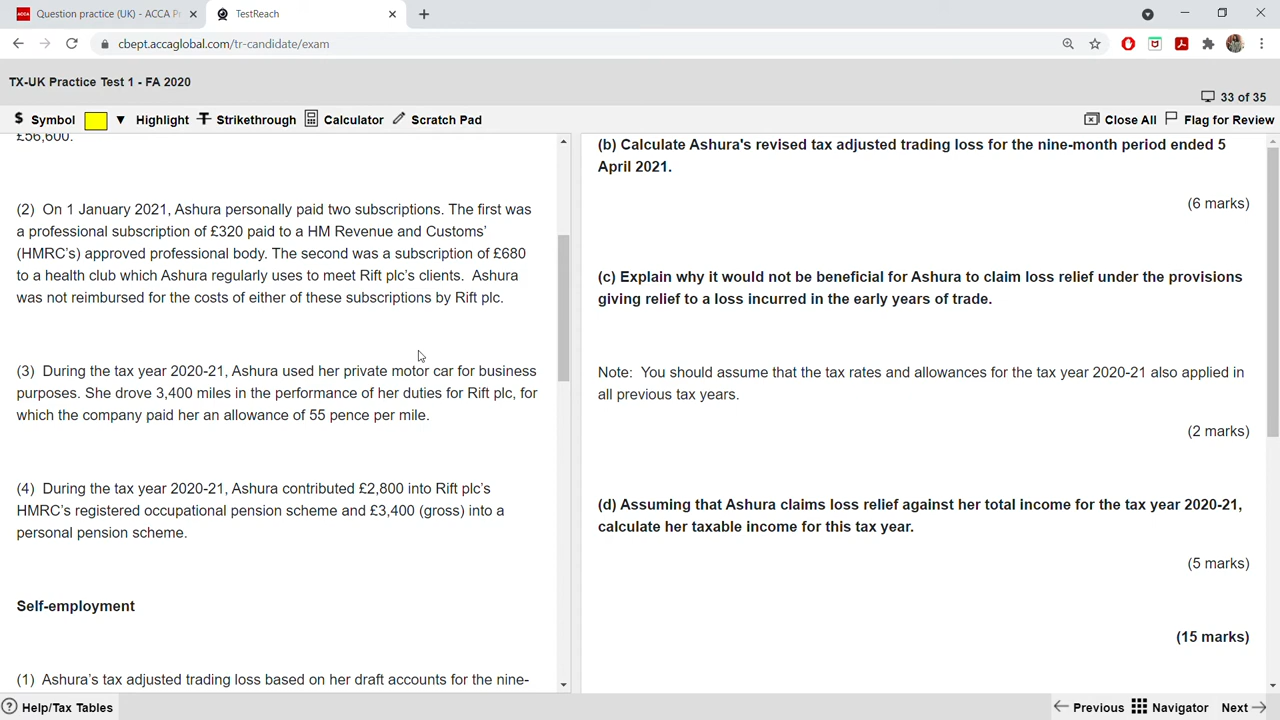 Question practice (UK) - ACCA P
TestReach
cbept.accaglobal.com/tr-candidate/exam
TX-UK Practice Test 1 - FA 2020
33 of 35
$ Symbol Highlight Strikethrough Calculator Scratch Pad
Close All Flag for Review
£56,600.
(2) On 1 January 2021, Ashura personally paid two subscriptions. The first was
a professional subscription of £320 paid to a HM Revenue and Customs'
(HMRC's) approved professional body. The second was a subscription of £680
to a health club which Ashura regularly uses to meet Rift plc's clients. Ashura
was not reimbursed for the costs of either of these subscriptions by Rift plc.
(3) During the tax year 2020-21, Ashura used her private motor car for business
purposes. She drove 3,400 miles in the performance of her duties for Rift plc, for
which the company paid her an allowance of 55 pence per mile.
(4) During the tax year 2020-21, Ashura contributed £2,800 into Rift plc's
HMRC's registered occupational pension scheme and £3,400 (gross) into a
personal pension scheme.
Self-employment
(1) Ashura's tax adjusted trading loss based on her draft accounts for the nine-
(b) Calculate Ashura's revised tax adjusted trading loss for the nine-month period ended 5
April 2021.
(6 marks)
(c) Explain why it would not be beneficial for Ashura to claim loss relief under the provisions
giving relief to a loss incurred in the early years of trade.
Note: You should assume that the tax rates and allowances for the tax year 2020-21 also applied in
all previous tax years.
(2 marks)
(d) Assuming that Ashura claims loss relief against her total income for the tax year 2020-21,
calculate her taxable income for this tax year.
(5 marks)
(15 marks)
Help/Tax Tables
Previous Navigator Next